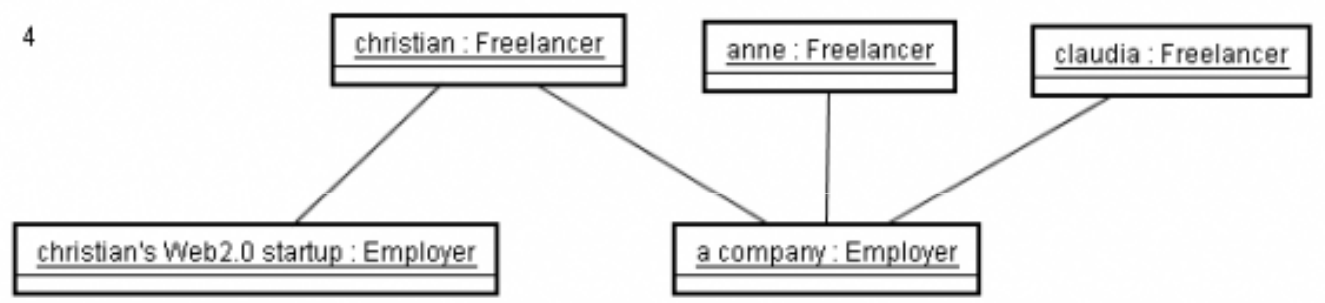 4
christian : Freelancer
anne : Freelancer
claudia : Freelancer
christian's Web2.0 startup : Employer
a company : Employer